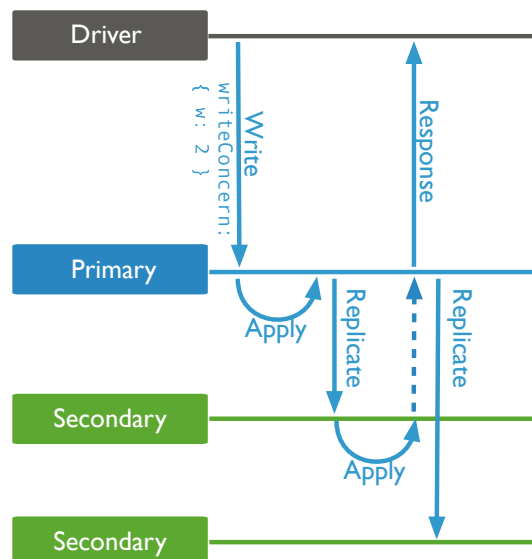 Driver
Write
writeConcern:
{ w: 2 }
Response
Primary
Apply
Replicate
Replicate
Secondary
Apply
Secondary